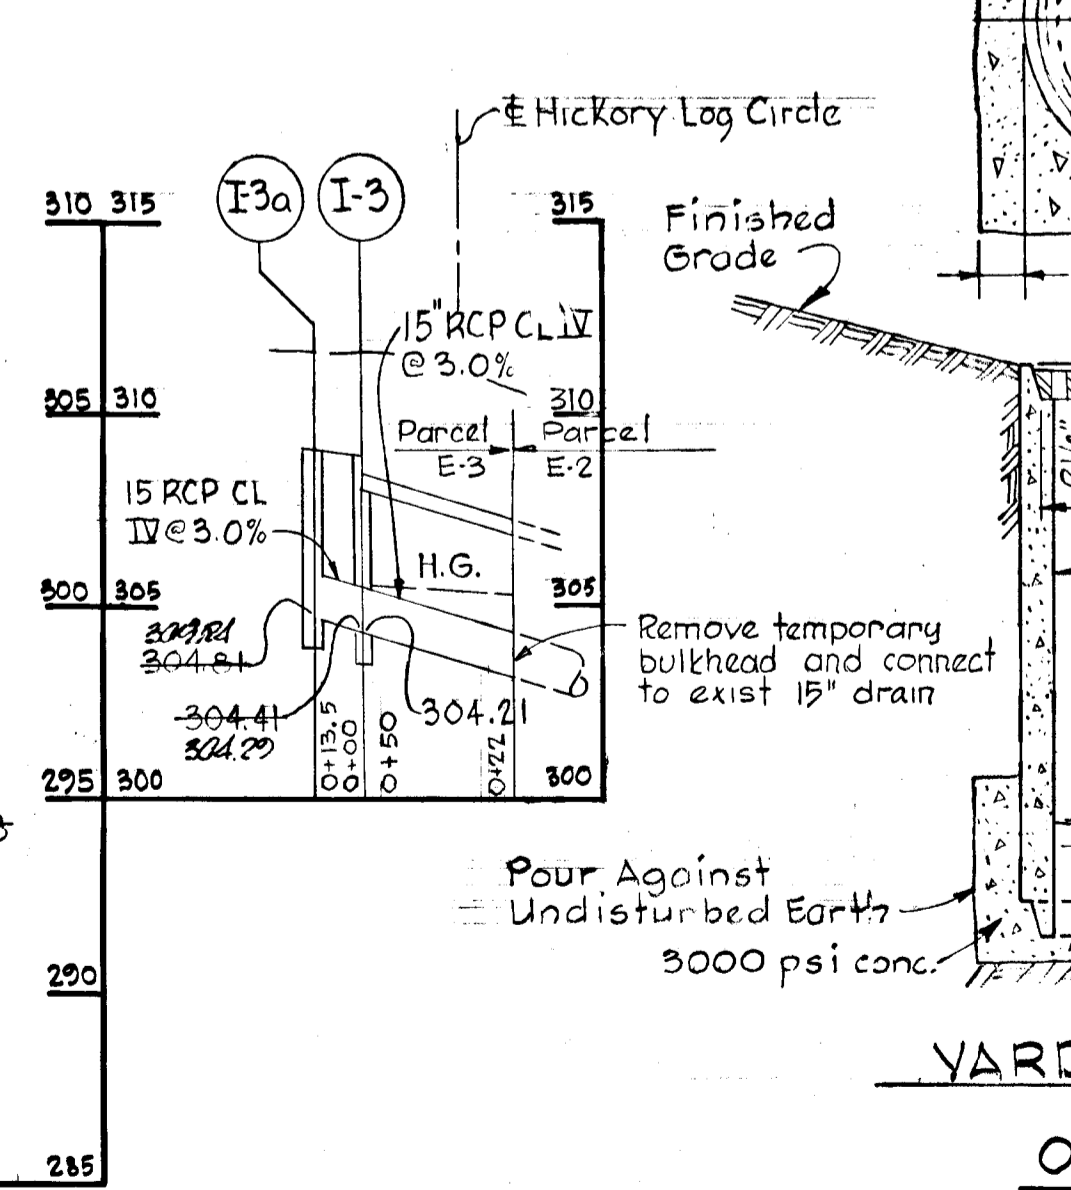 ℄ Hickory Log Circle
I-3a
I-3
310 315
315
Finished
Grade
15" RCP CL IV
@ 3.0%
305 310
310
Parcel
E-3
Parcel
E-2
15 RCP CL
IV @ 3.0%
H.G.
300 305
305
304.81
304.41
304.29
304.21
Remove temporary
bulkhead and connect
to exist 15" drain
0+13.5
0+00
0+50
0+22
295 300
300
Pour Against
Undisturbed Earth
3000 psi conc.
290
285